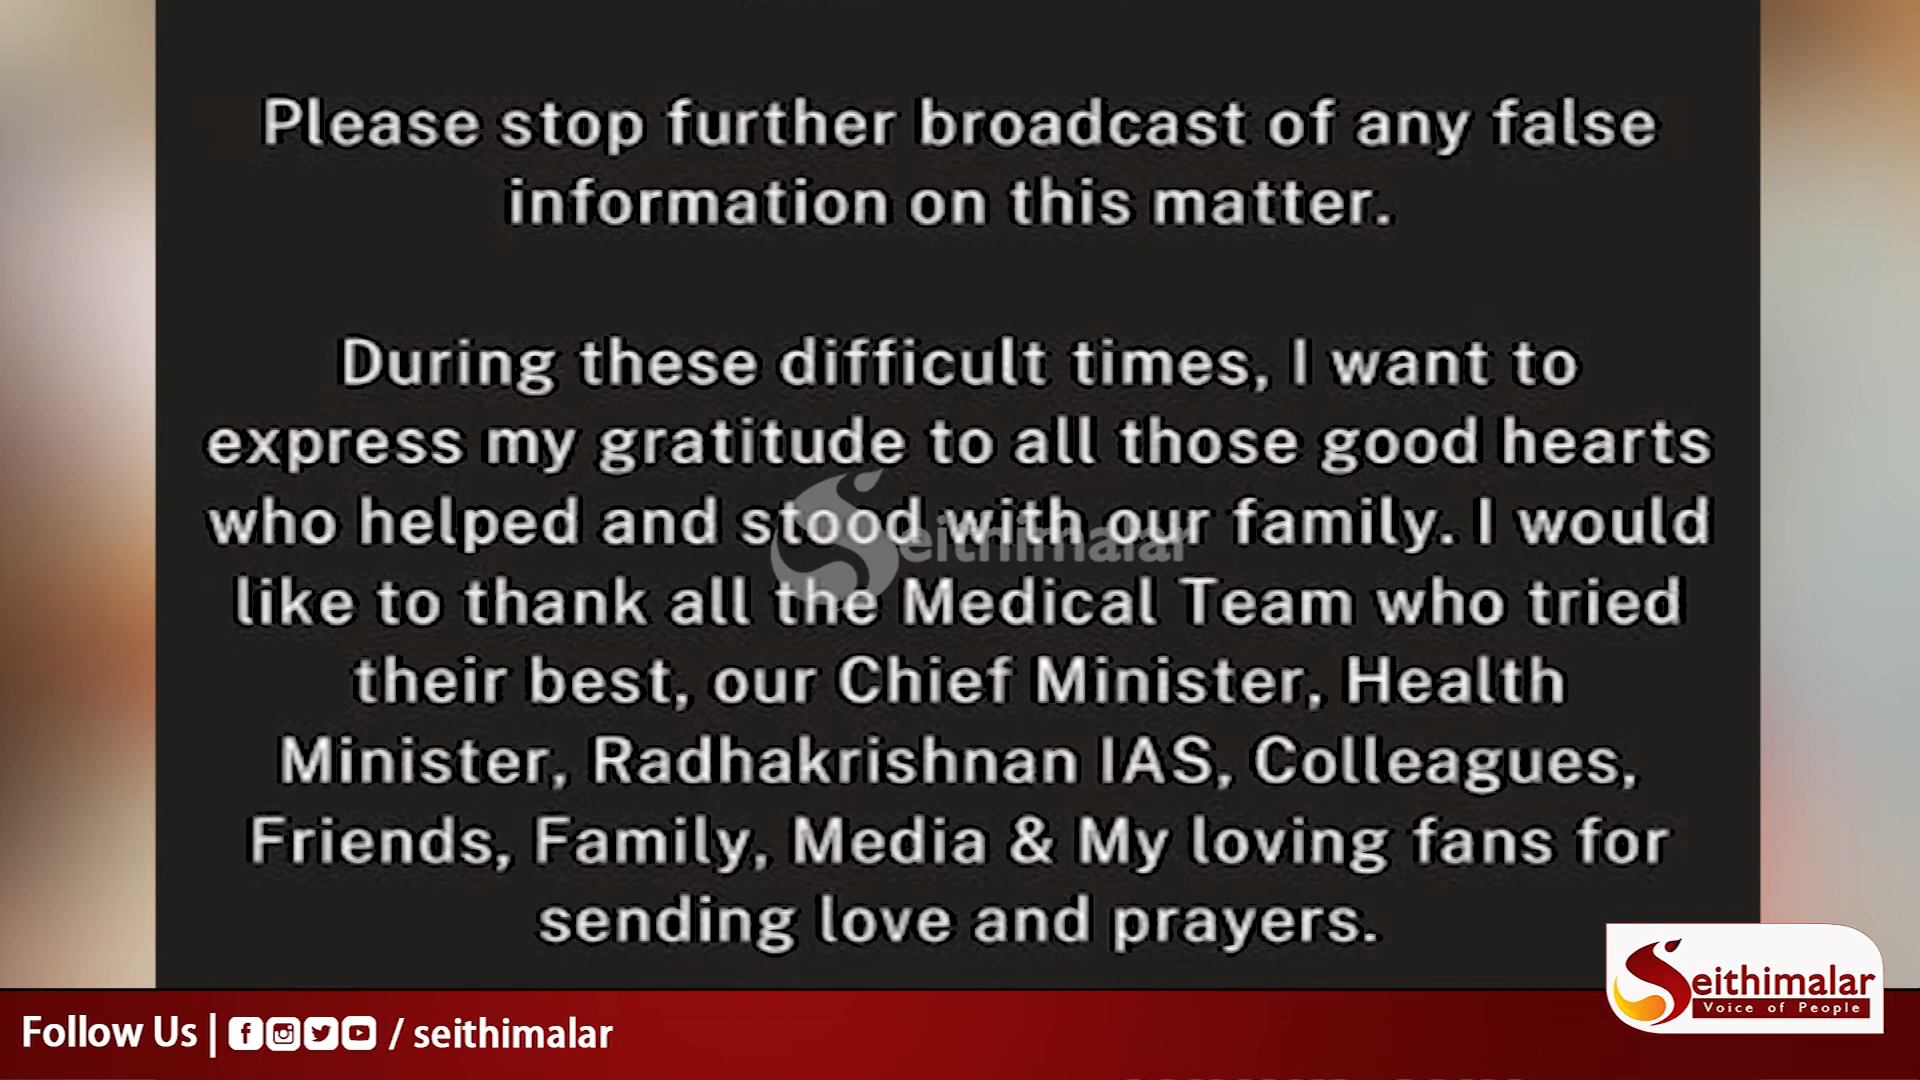 Please stop further broadcast of any false
information on this matter.
During these difficult times, I want to
express my gratitude to all those good hearts
who helped and stood with our family. I would
like to thank all the Medical Team who tried
their best, our Chief Minister, Health
Minister, Radhakrishnan IAS, Colleagues,
Friends, Family, Media & My loving fans for
sending love and prayers.
Seithimalar
Seithimalar
Voice of People
Follow Us | / seithimalar